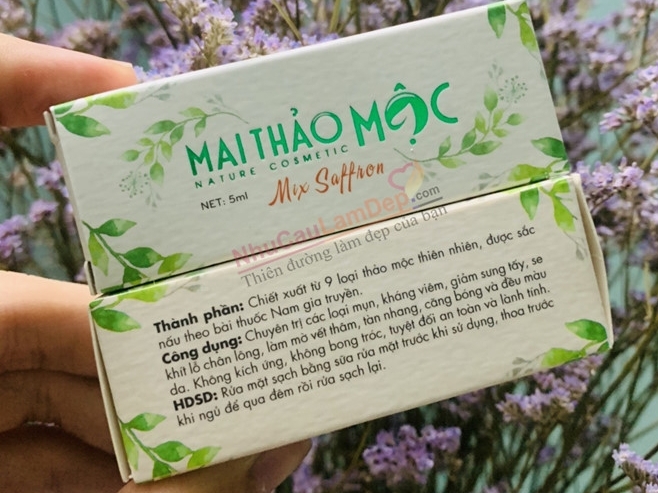 MAI THẢO MỘC
NATURE COSMETIC
NET: 5ml
Mix Saffron
NhuCauLamDep.com
Thiên đường làm đẹp của bạn
Thành phần: Chiết xuất từ 9 loại thảo mộc thiên nhiên, được sắc
nấu theo bài thuốc Nam gia truyền.
Công dụng: Chuyên trị các loại mụn, kháng viêm, giảm sung tấy, se
khít lỗ chân lông, làm mờ vết thâm, tàn nhang, căng bóng và đều màu
da. Không kích ứng, không bong tróc, tuyệt đối an toàn và lành tính.
HDSD: Rửa mặt sạch bằng sữa rửa mặt trước khi sử dụng, thoa trước
khi ngủ để qua đêm rồi rửa sạch lại.